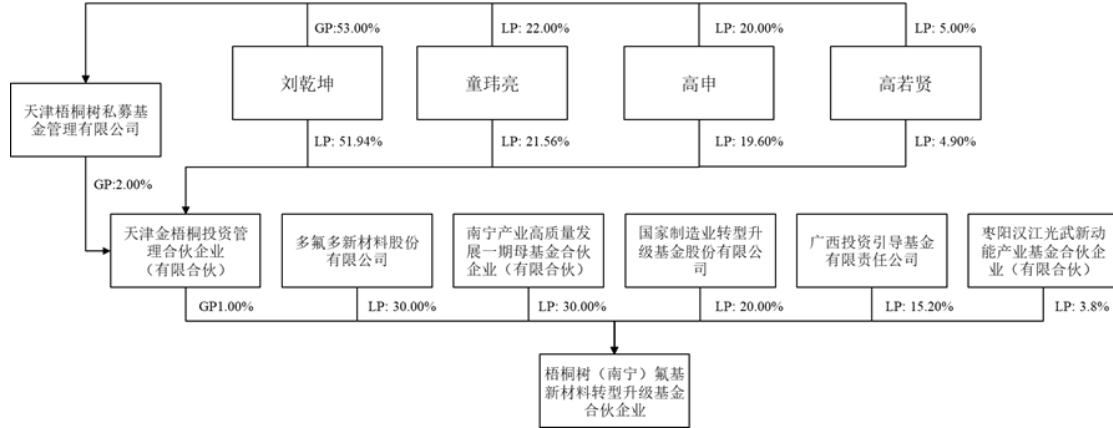 GP:53.00%
LP: 22.00%
LP: 20.00%
LP: 5.00%
天津梧桐树私募基
金管理有限公司
刘乾坤
童玮亮
高申
高若贤
LP: 51.94%
LP: 21.56%
LP: 19.60%
LP: 4.90%
GP:2.00%
天津金梧桐投资管
理合伙企业
（有限合伙）
多氟多新材料股份
有限公司
南宁产业高质量发
展一期母基金合伙
企业（有限合伙）
国家制造业转型升
级基金股份有限公
司
广西投资引导基金
有限责任公司
枣阳汉江光武新动
能产业基金合伙企
业（有限合伙）
GP1.00%
LP: 30.00%
LP: 30.00%
LP: 20.00%
LP: 15.20%
LP: 3.8%
梧桐树（南宁）氟基
新材料转型升级基金
合伙企业